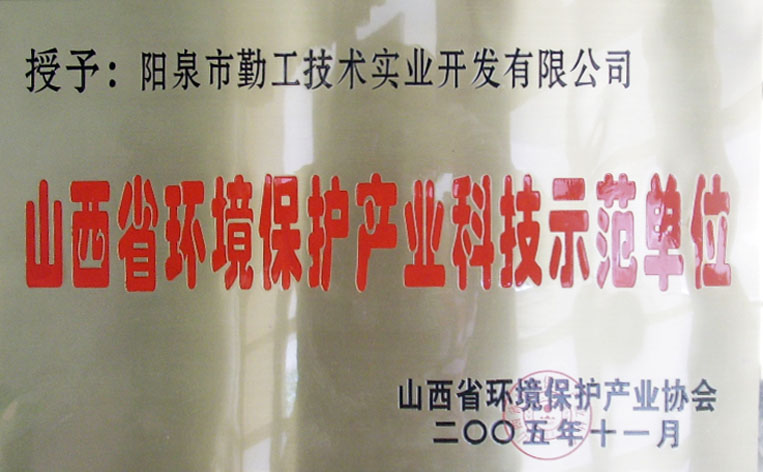 授予：阳泉市勤工技术实业开发有限公司
山西省环境保护产业科技示范单位
山西省环境保护产业协会
二〇〇五年十一月